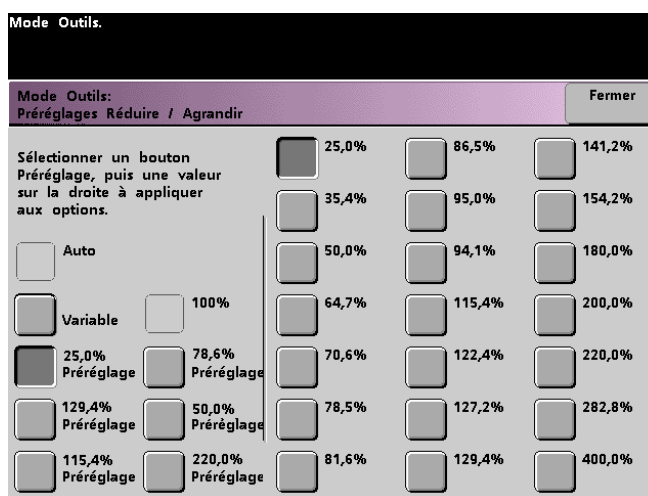 Mode Outils.
Mode Outils:
Préréglages Réduire / Agrandir
Fermer
Sélectionner un bouton
Préréglage, puis une valeur
sur la droite à appliquer
aux options.
Auto
Variable
100%
25,0%
Préréglage
78,6%
Préréglage
129,4%
Préréglage
50,0%
Préréglage
115,4%
Préréglage
220,0%
Préréglage
25,0%
35,4%
50,0%
64,7%
70,6%
78,5%
81,6%
86,5%
95,0%
94,1%
115,4%
122,4%
127,2%
129,4%
141,2%
154,2%
180,0%
200,0%
220,0%
282,8%
400,0%